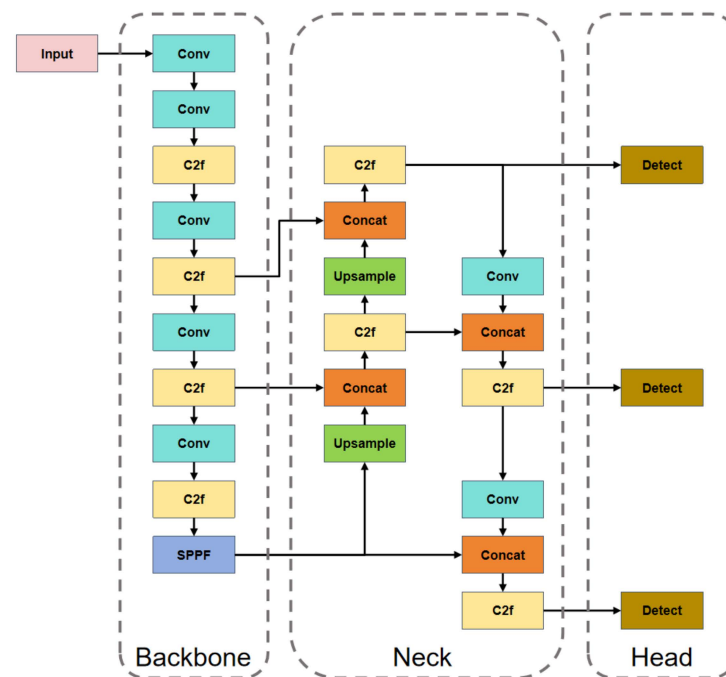 Input
Conv
Conv
C2f
Conv
C2f
Conv
C2f
Conv
C2f
SPPF
Backbone
C2f
Concat
Upsample
C2f
Concat
Upsample
Conv
Concat
C2f
Conv
Concat
C2f
Neck
Detect
Detect
Detect
Head